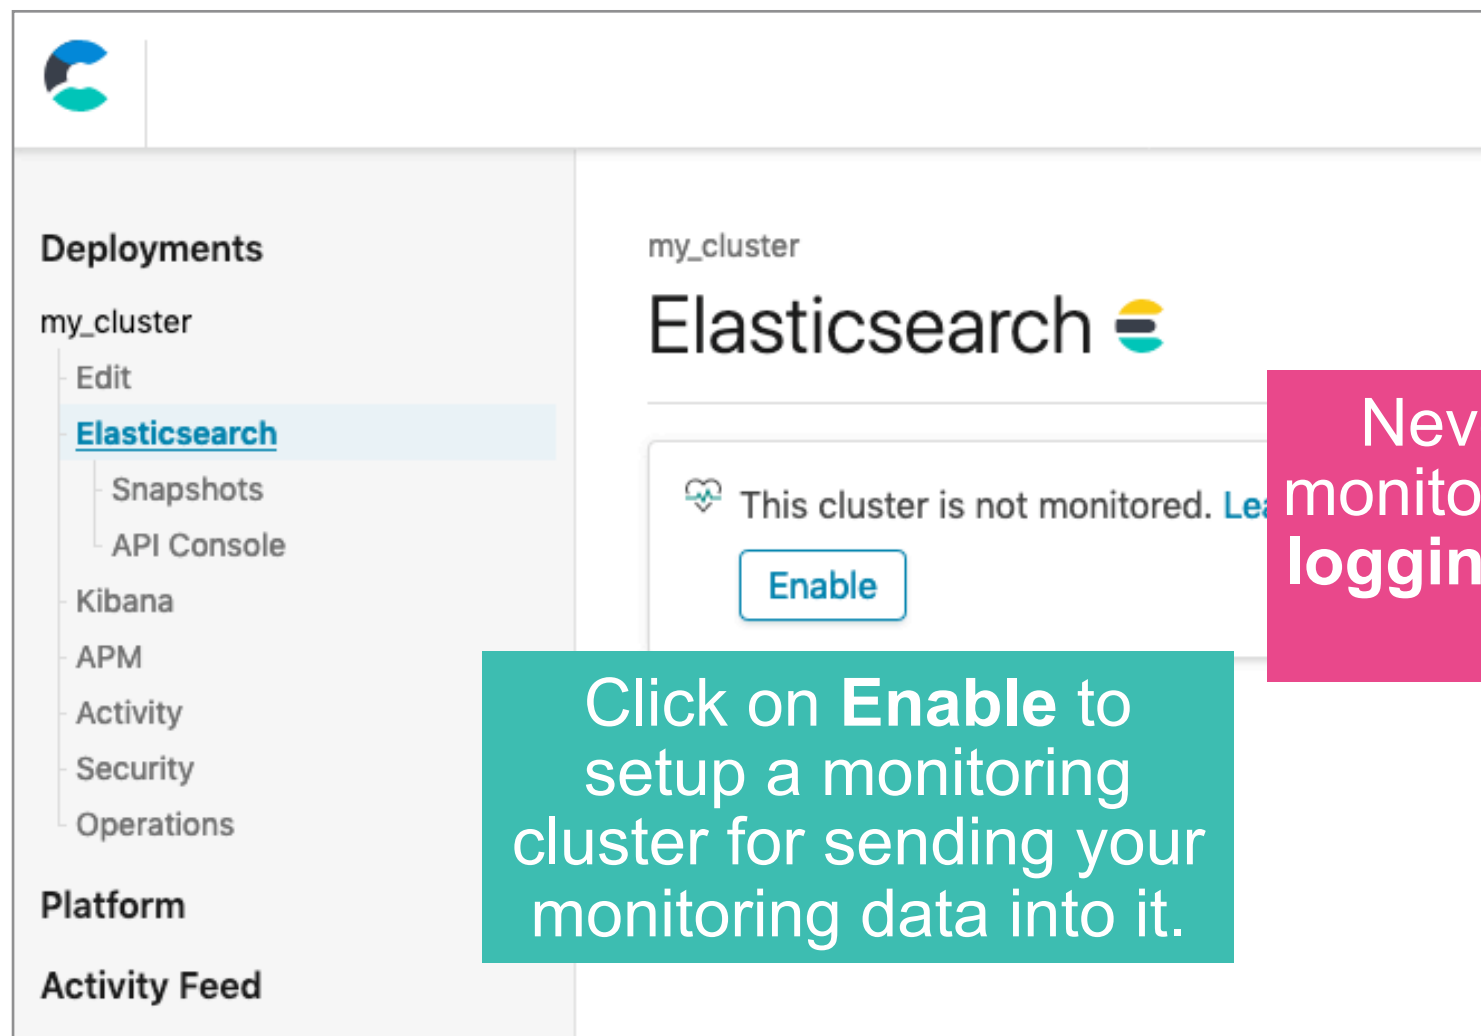 Deployments
my_cluster
Edit
Elasticsearch
Snapshots
API Console
Kibana
APM
Activity
Security
Operations
Platform
Activity Feed
my_cluster
Elasticsearch
This cluster is not monitored.
Enable
Click on Enable to
setup a monitoring
cluster for sending your
monitoring data into it.